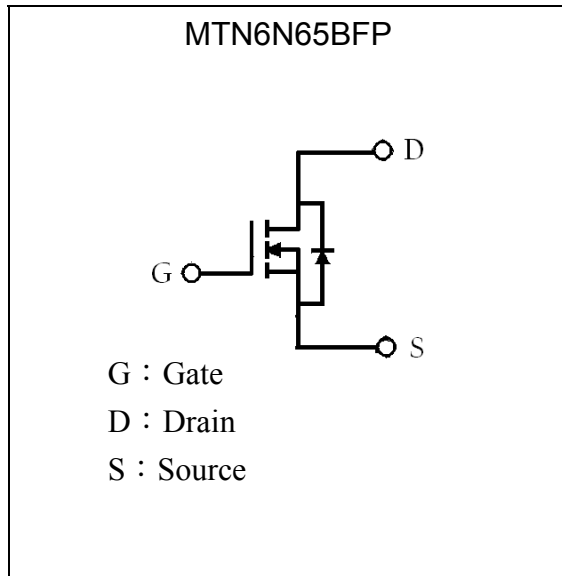 MTN6N65BFP
D
G
S
G：Gate
D：Drain
S：Source